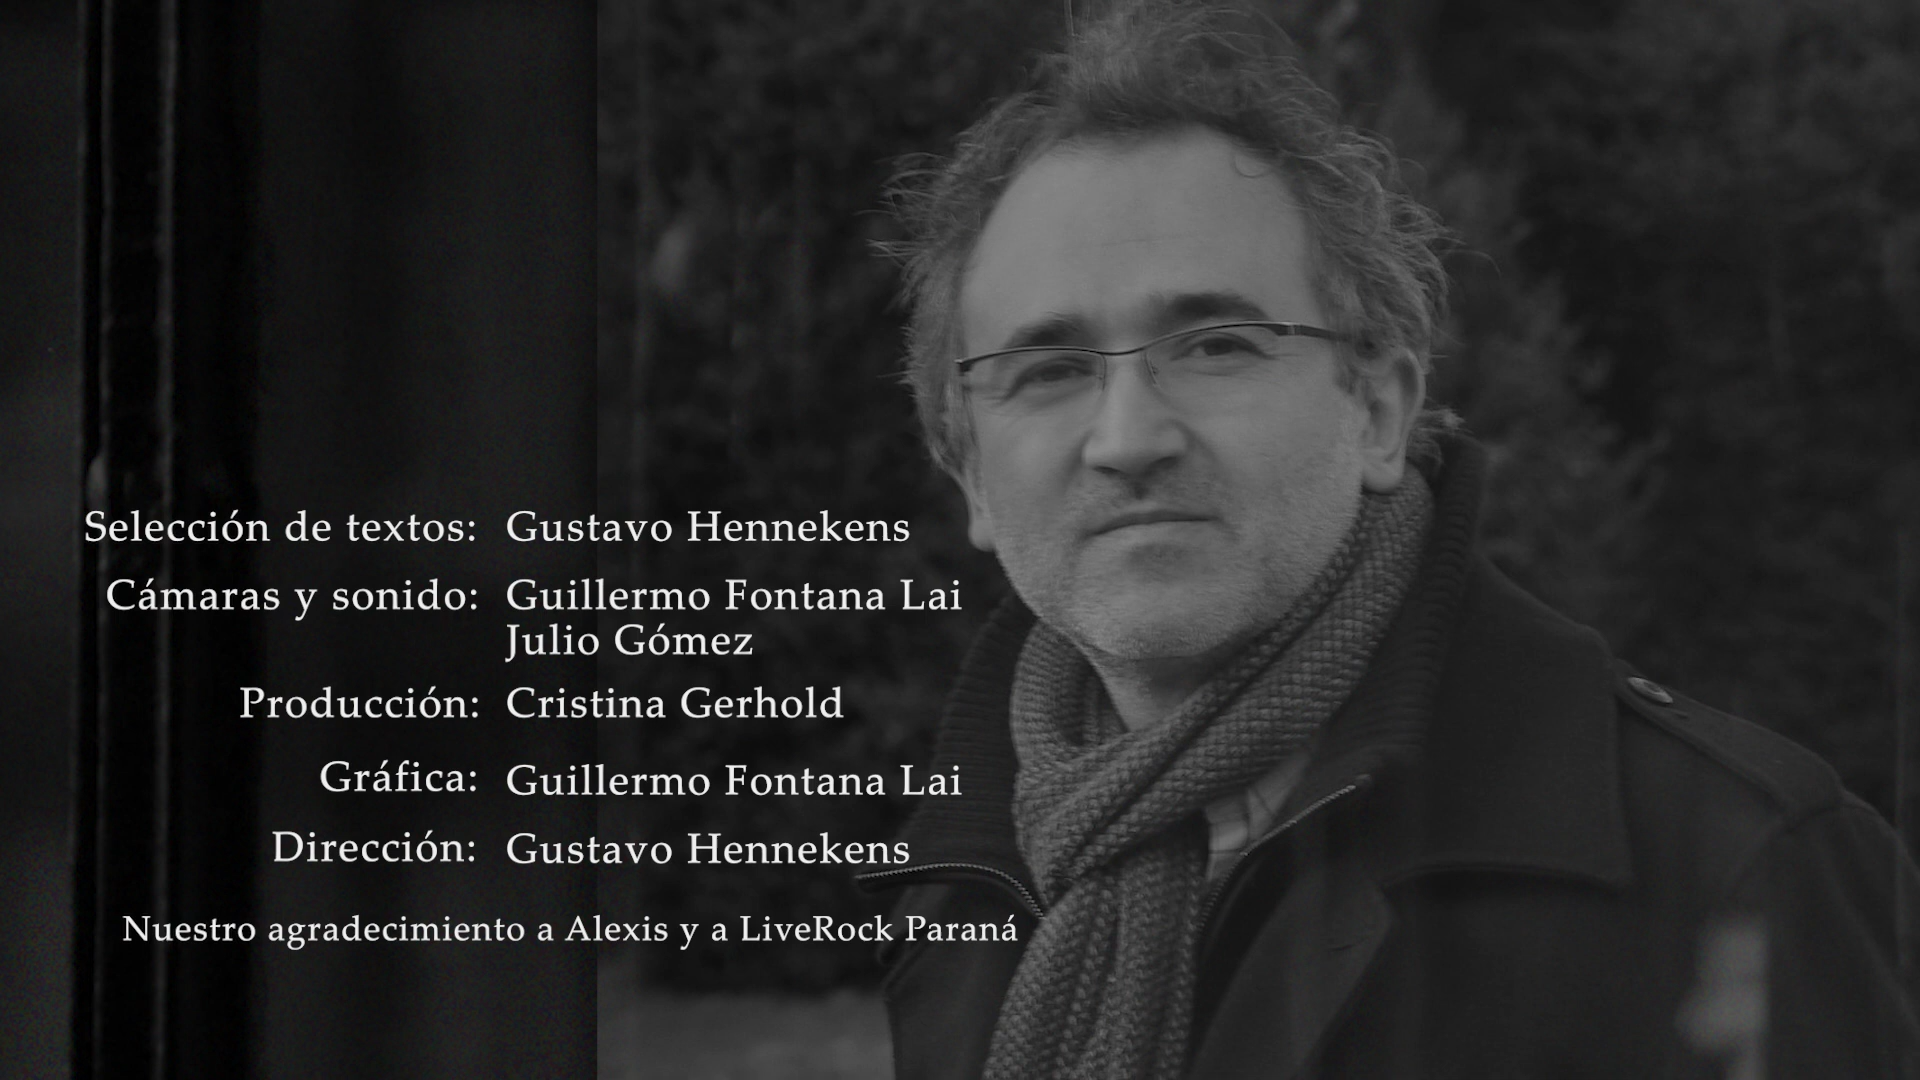 Selección de textos: Gustavo Hennekens
Cámaras y sonido: Guillermo Fontana Lai
Julio Gómez
Producción: Cristina Gerhold
Gráfica: Guillermo Fontana Lai
Dirección: Gustavo Hennekens
Nuestro agradecimiento a Alexis y a LiveRock Paraná